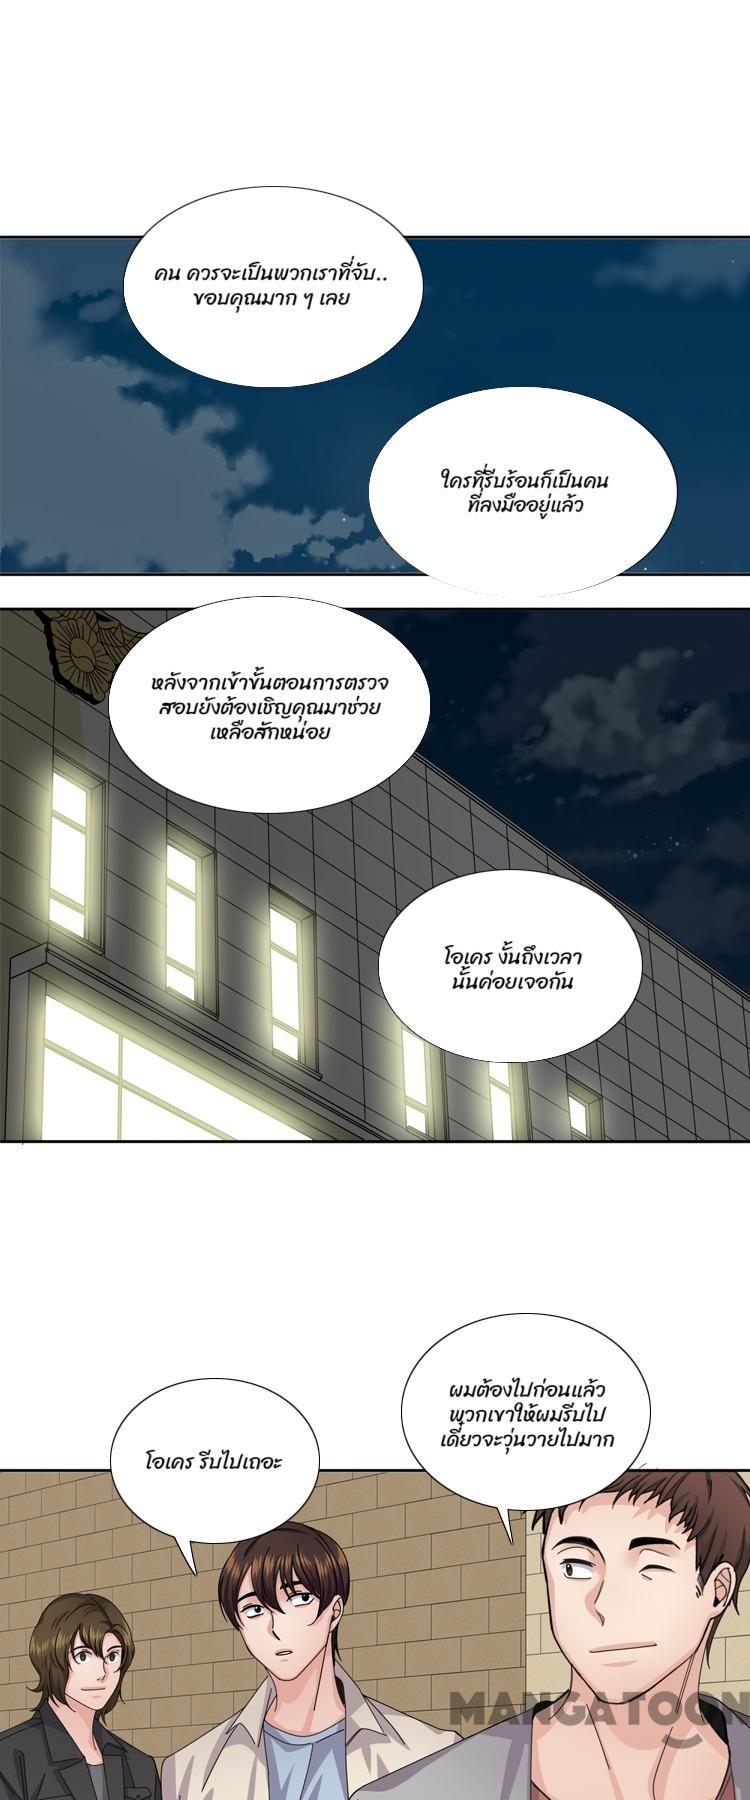 คน ควรจะเป็นพวกเราที่จับ..
ขอบคุณมาก ๆ เลย
ใครที่รีบร้อนก็เป็นคน
ที่ลงมืออยู่แล้ว
หลังจากเข้าขั้นตอนการตรวจ
สอบยังต้องเชิญคุณมาช่วย
เหลือสักหน่อย
โอเคร งั้นถึงเวลา
นั้นค่อยเจอกัน
ผมต้องไปก่อนแล้ว
พวกเขาให้ผมรีบไป
เดี๋ยวจะวุ่นวายไปมาก
โอเคร รีบไปเถอะ
MANGATOON